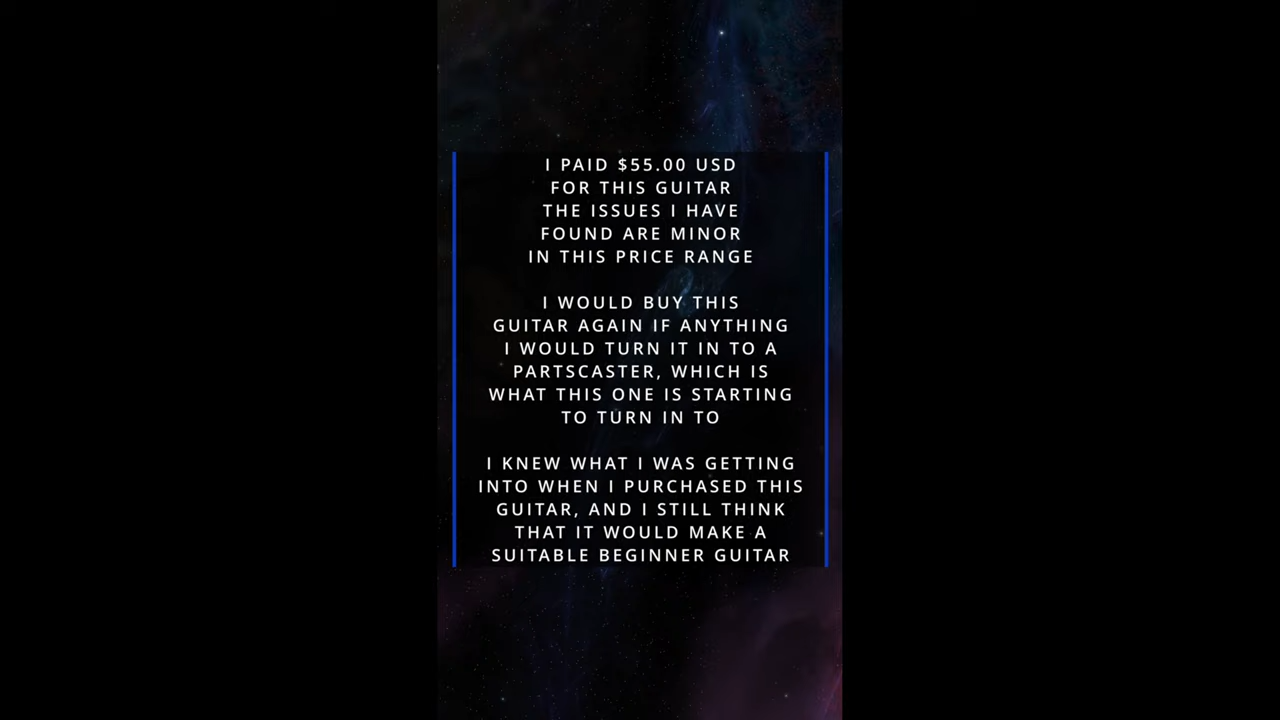 I PAID $55.00 USD
FOR THIS GUITAR
THE ISSUES I HAVE
FOUND ARE MINOR
IN THIS PRICE RANGE
I WOULD BUY THIS
GUITAR AGAIN IF ANYTHING
I WOULD TURN IT IN TO A
PARTSCASTER, WHICH IS
WHAT THIS ONE IS STARTING
TO TURN IN TO
I KNEW WHAT I WAS GETTING
INTO WHEN I PURCHASED THIS
GUITAR, AND I STILL THINK
THAT IT WOULD MAKE A
SUITABLE BEGINNER GUITAR